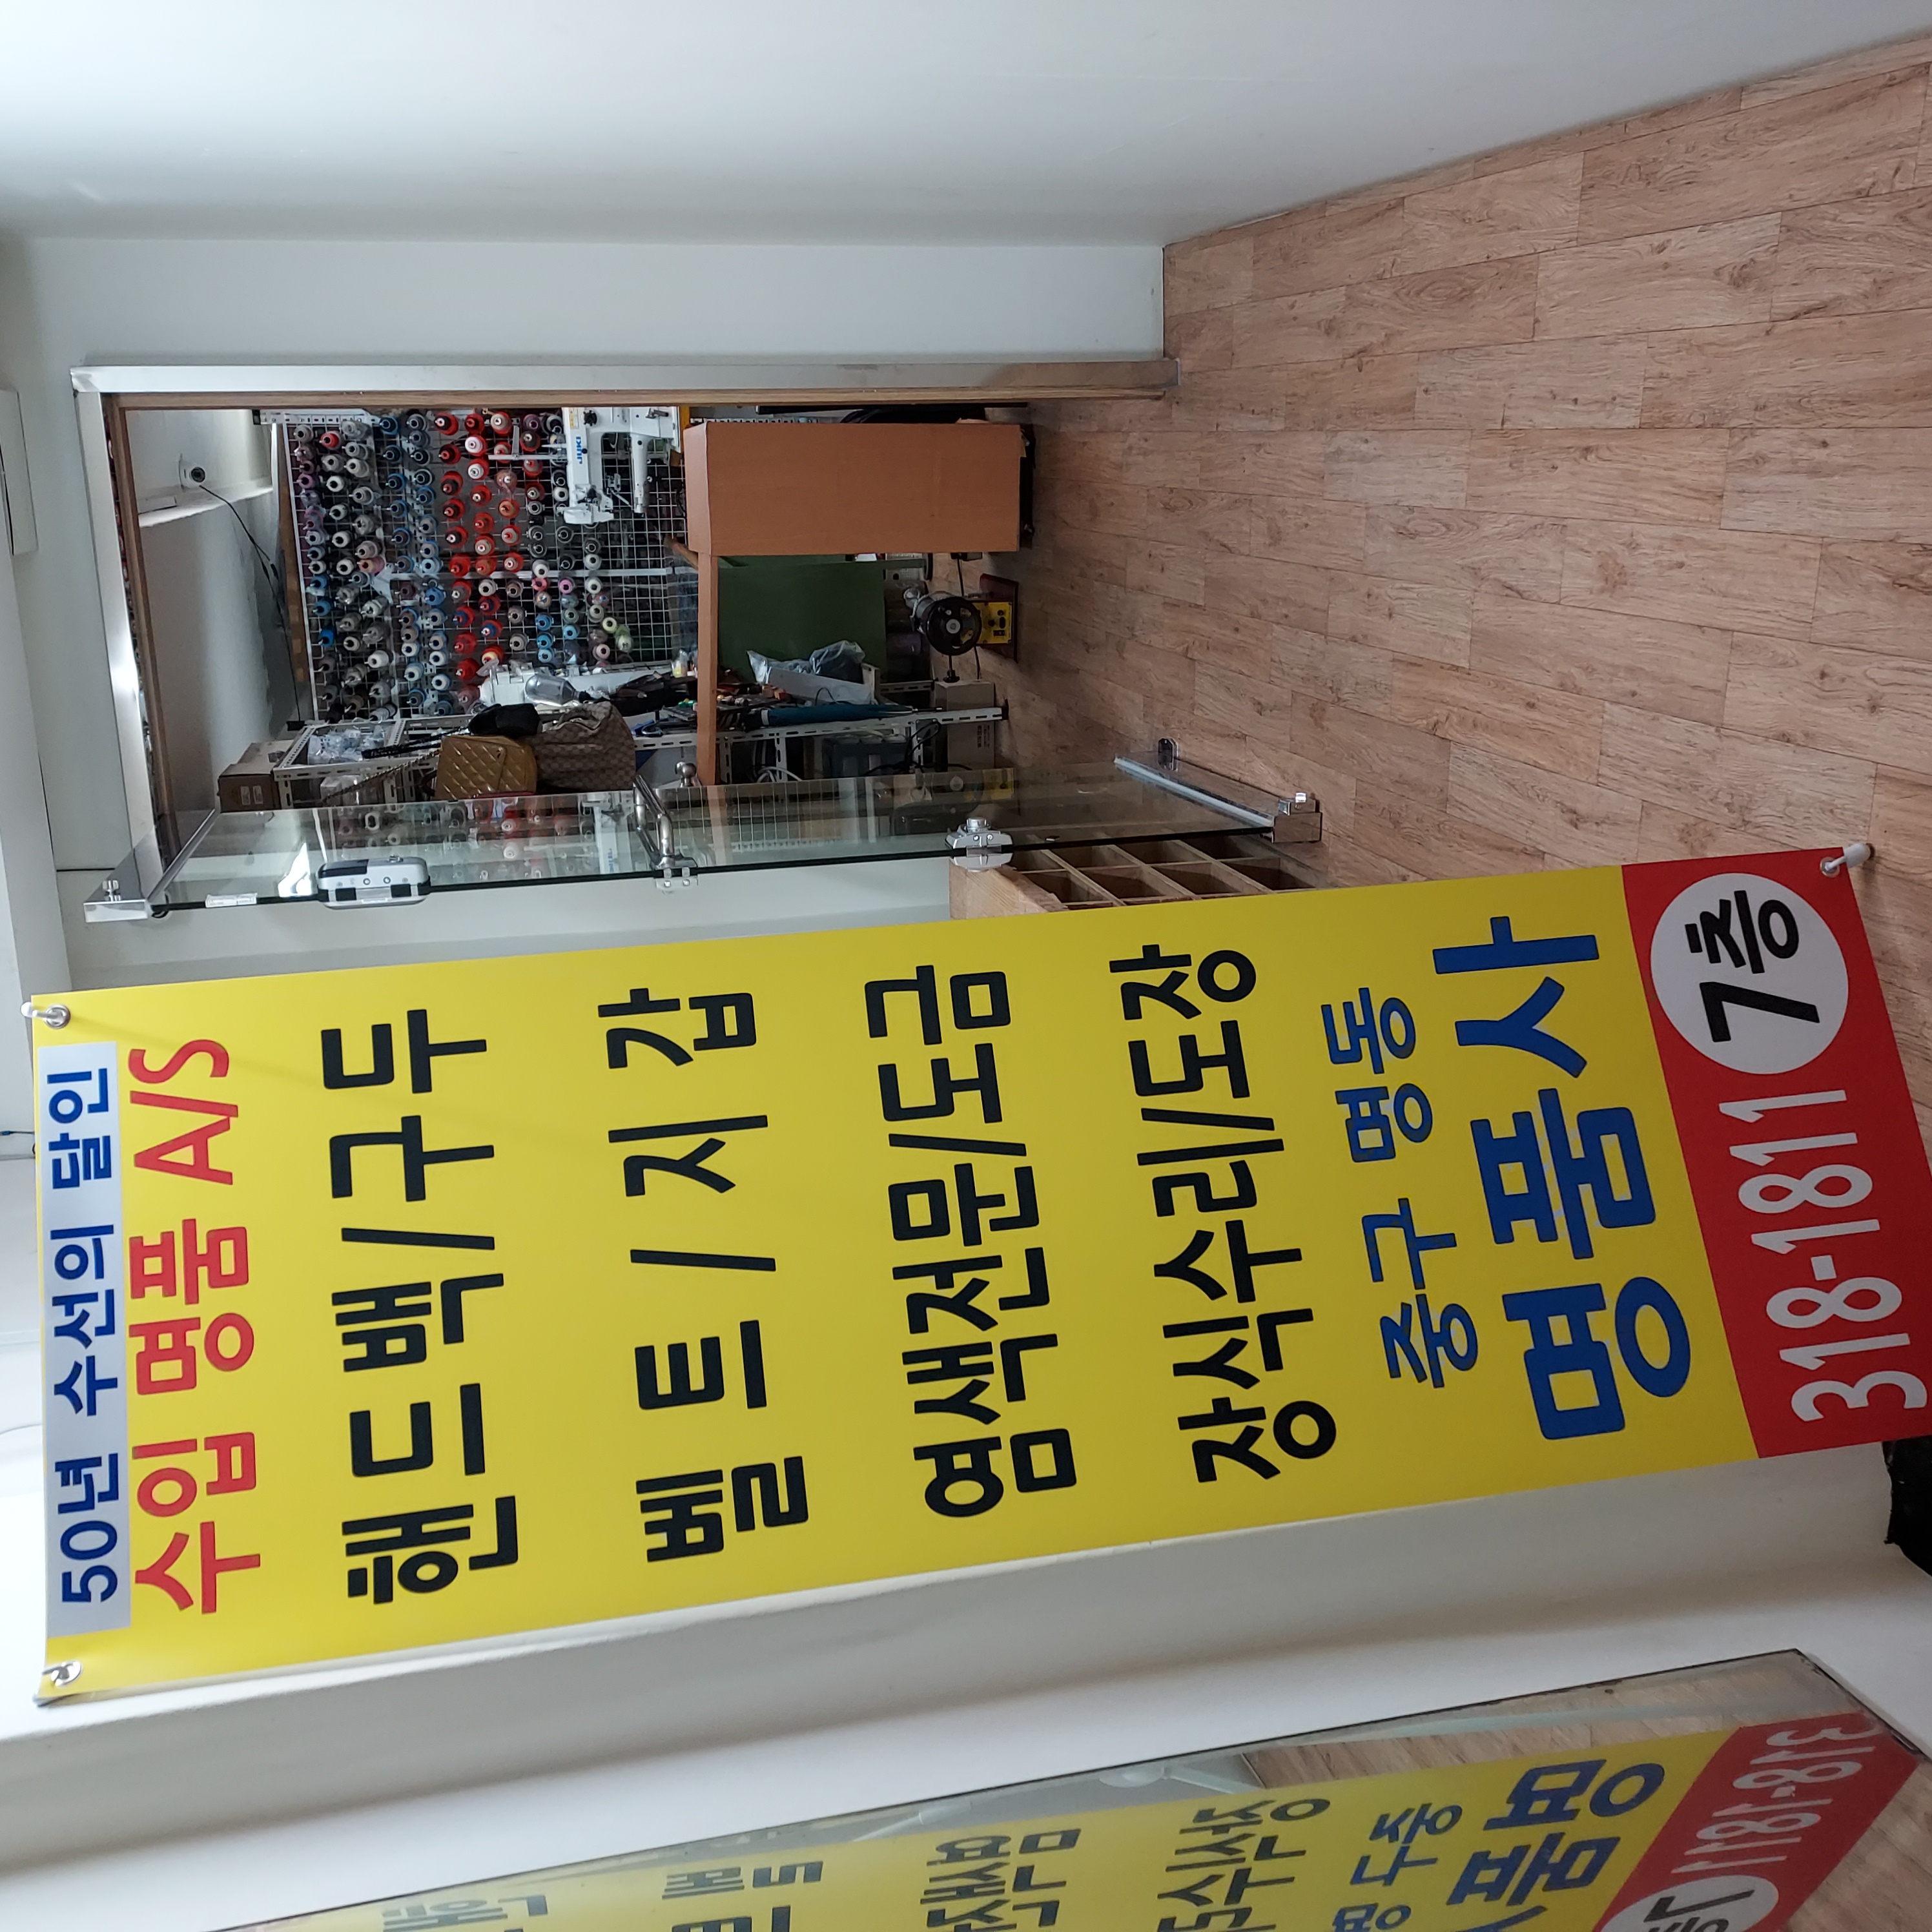 50년 수선의 달인
수입 명품 A/S
핸드백/구두
벨트/지갑
염색전문/도금
장식수리/도장
중구 명동
명품사
318-1811 7층
JUKI